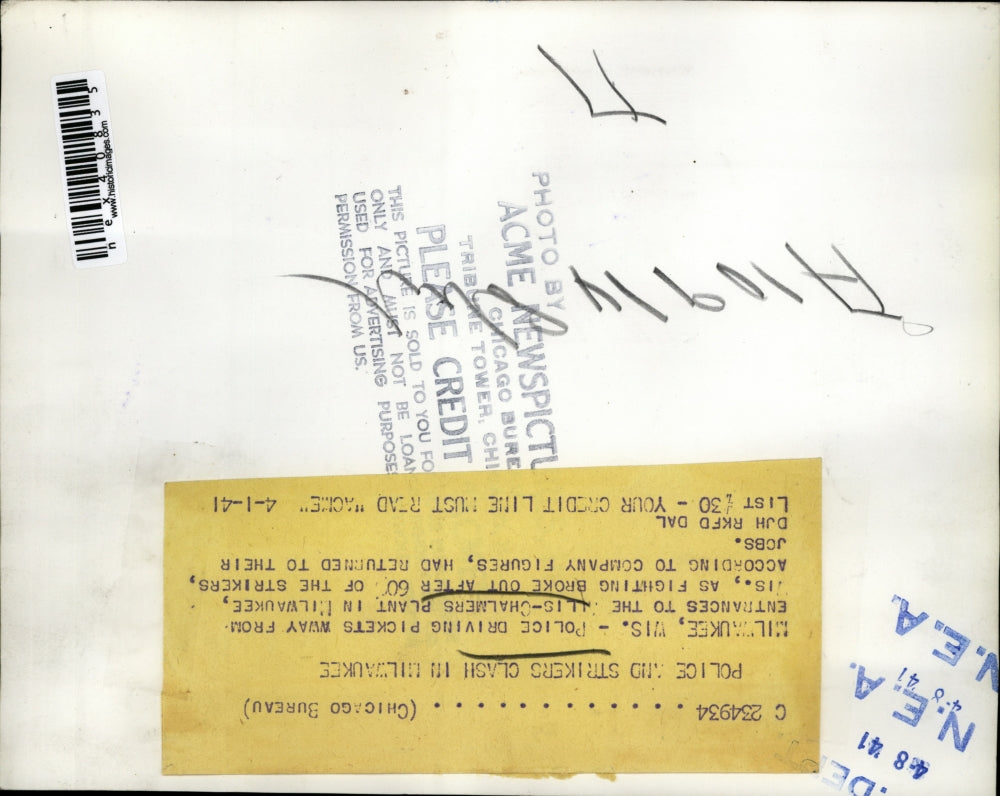 C 234934 . . . . . . . . . . . . . (CHICAGO BUREAU)
POLICE AND STRIKERS CLASH IN MILWAUKEE
MILWAUKEE, WIS. - POLICE DRIVING PICKETS AWAY FROM
ENTRANCES TO THE ALLIS-CHALMERS PLANT IN MILWAUKEE,
WIS., AS FIGHTING BROKE OUT AFTER 60% OF THE STRIKERS,
ACCORDING TO COMPANY FIGURES, HAD RETURNED TO THEIR
JOBS.
DJH RKFD DAL
LIST #30 - YOUR CREDIT LINE MUST READ "ACME" 4-1-41
PHOTO BY
ACME NEWSPICTU
CHICAGO BURE
TRIBUNE TOWER, CHI
PLEASE CREDIT
THIS PICTURE IS SOLD TO YOU FO
ONLY AND MUST NOT BE LOAN
USED FOR ADVERTISING PURPOSE
PERMISSION FROM US.
nex40835
www.historicimages.com
N.E.A.
N.E.A.
4-8 '41
4-8 '41